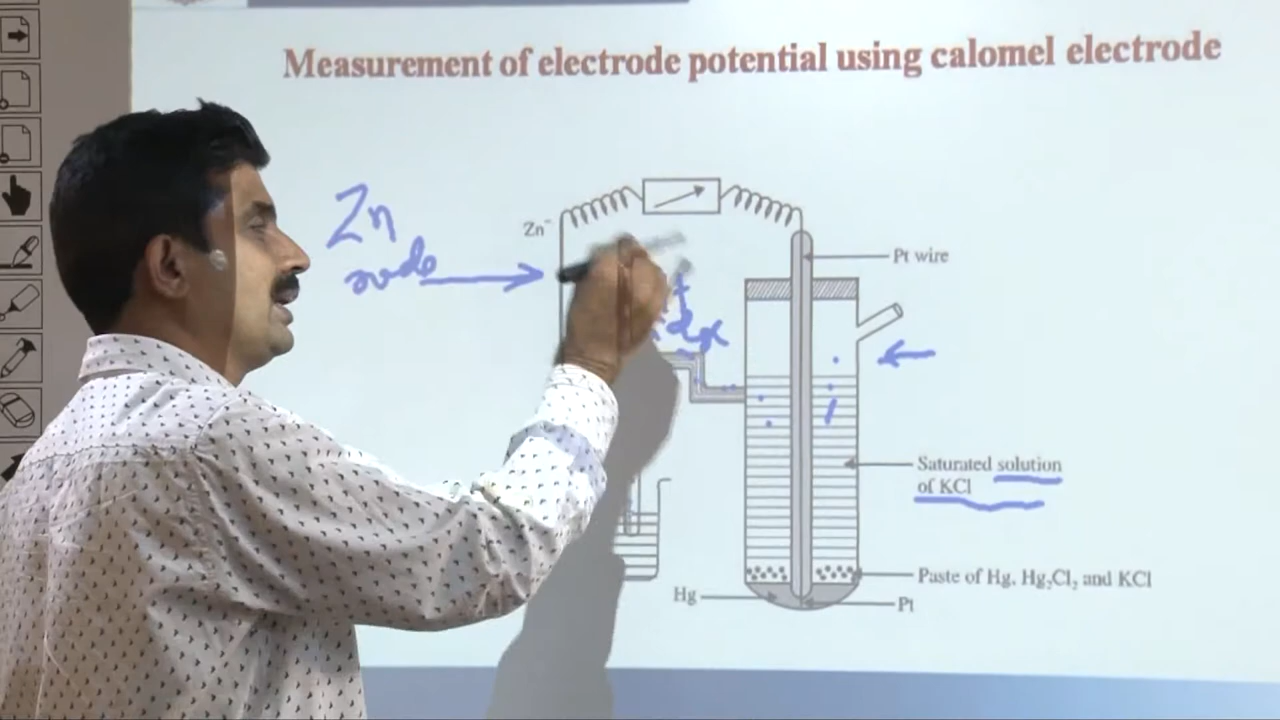 Measurement of electrode potential using calomel electrode
Zn
Zn⁻
rode
Pt wire
Saturated solution
of KCl
Paste of Hg, Hg₂Cl₂ and KCl
Hg
Pt